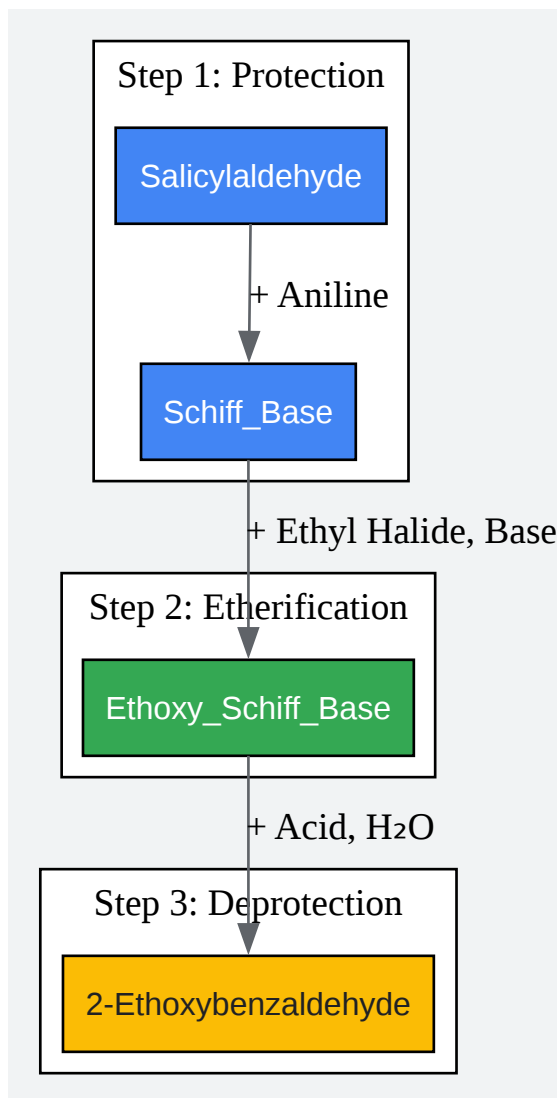 Step 1: Protection
Salicylaldehyde
+ Aniline
Schiff_Base
+ Ethyl Halide, Base
Step 2: Etherification
Ethoxy_Schiff_Base
+ Acid, H₂O
Step 3: Deprotection
2-Ethoxybenzaldehyde